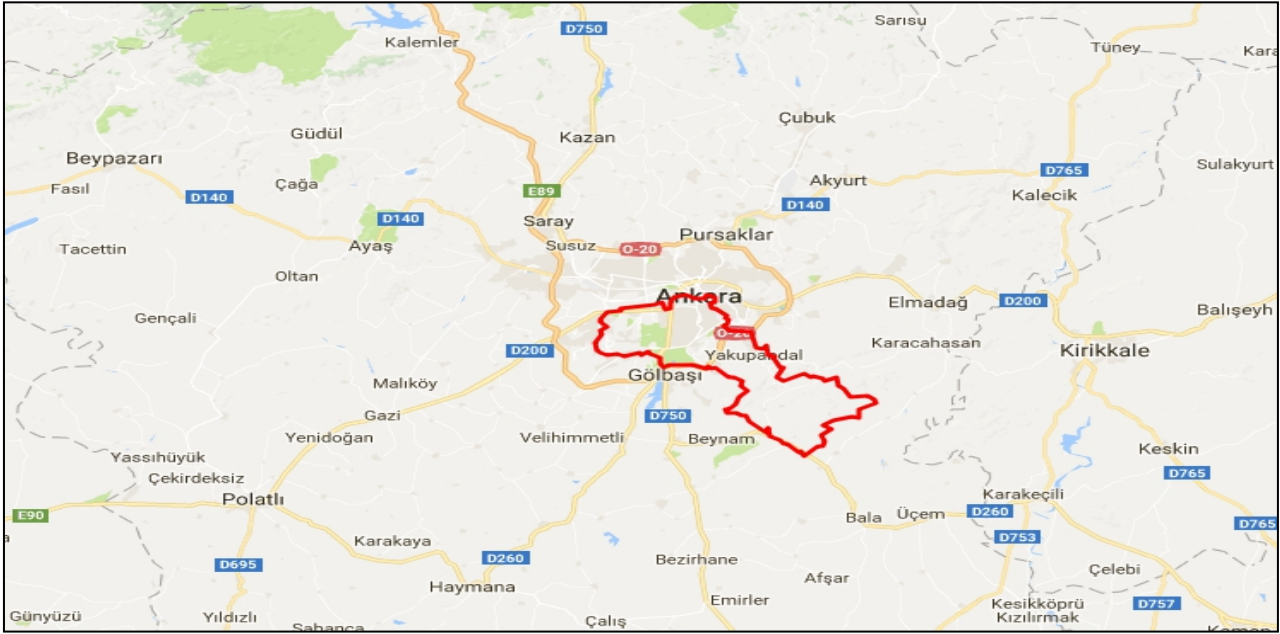 Sarısu
D750
Kalemler
Tüney
Kara
Çubuk
Güdül
Kazan
Beypazarı
Sulakyurt
D765
Akyurt
Çağa
Fasıl
D140
E89
Kalecik
D140
D140
Saray
Pursaklar
Susuz
O-20
Ayaş
Tacettin
Oltan
Ankara
Elmadağ
D200
Balışeyh
Gençali
O-20
Karacahasan
D200
Yakupandal
Kirikkale
Gölbaşı
Malıköy
Gazi
D750
Yenidoğan
Velihimmetli
Beynam
Keskin
Yassıhüyük
Çekirdeksiz
D765
Polatlı
Karakeçili
E90
Bala
Üçem
D260
D765
D753
Karakaya
D260
Bezirhane
D695
Çelebi
Afşar
Haymana
Emirler
Kesikköprü
D757
Günyüzü
Yıldızlı
Kızılırmak
Çalış
Sabanca